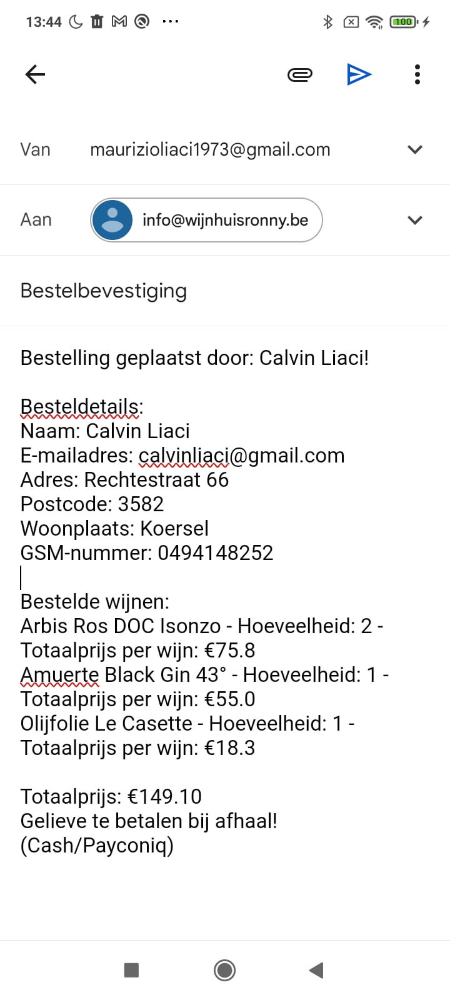 13:44
100
Van maurizioliaci1973@gmail.com
Aan info@wijnhuisronny.be
Bestelbevestiging
Bestelling geplaatst door: Calvin Liaci!
Besteldetails:
Naam: Calvin Liaci
E-mailadres: calvinliaci@gmail.com
Adres: Rechtestraat 66
Postcode: 3582
Woonplaats: Koersel
GSM-nummer: 0494148252
Bestelde wijnen:
Arbis Ros DOC Isonzo - Hoeveelheid: 2 -
Totaalprijs per wijn: €75.8
Amuerte Black Gin 43° - Hoeveelheid: 1 -
Totaalprijs per wijn: €55.0
Olijfolie Le Casette - Hoeveelheid: 1 -
Totaalprijs per wijn: €18.3
Totaalprijs: €149.10
Gelieve te betalen bij afhaal!
(Cash/Payconiq)